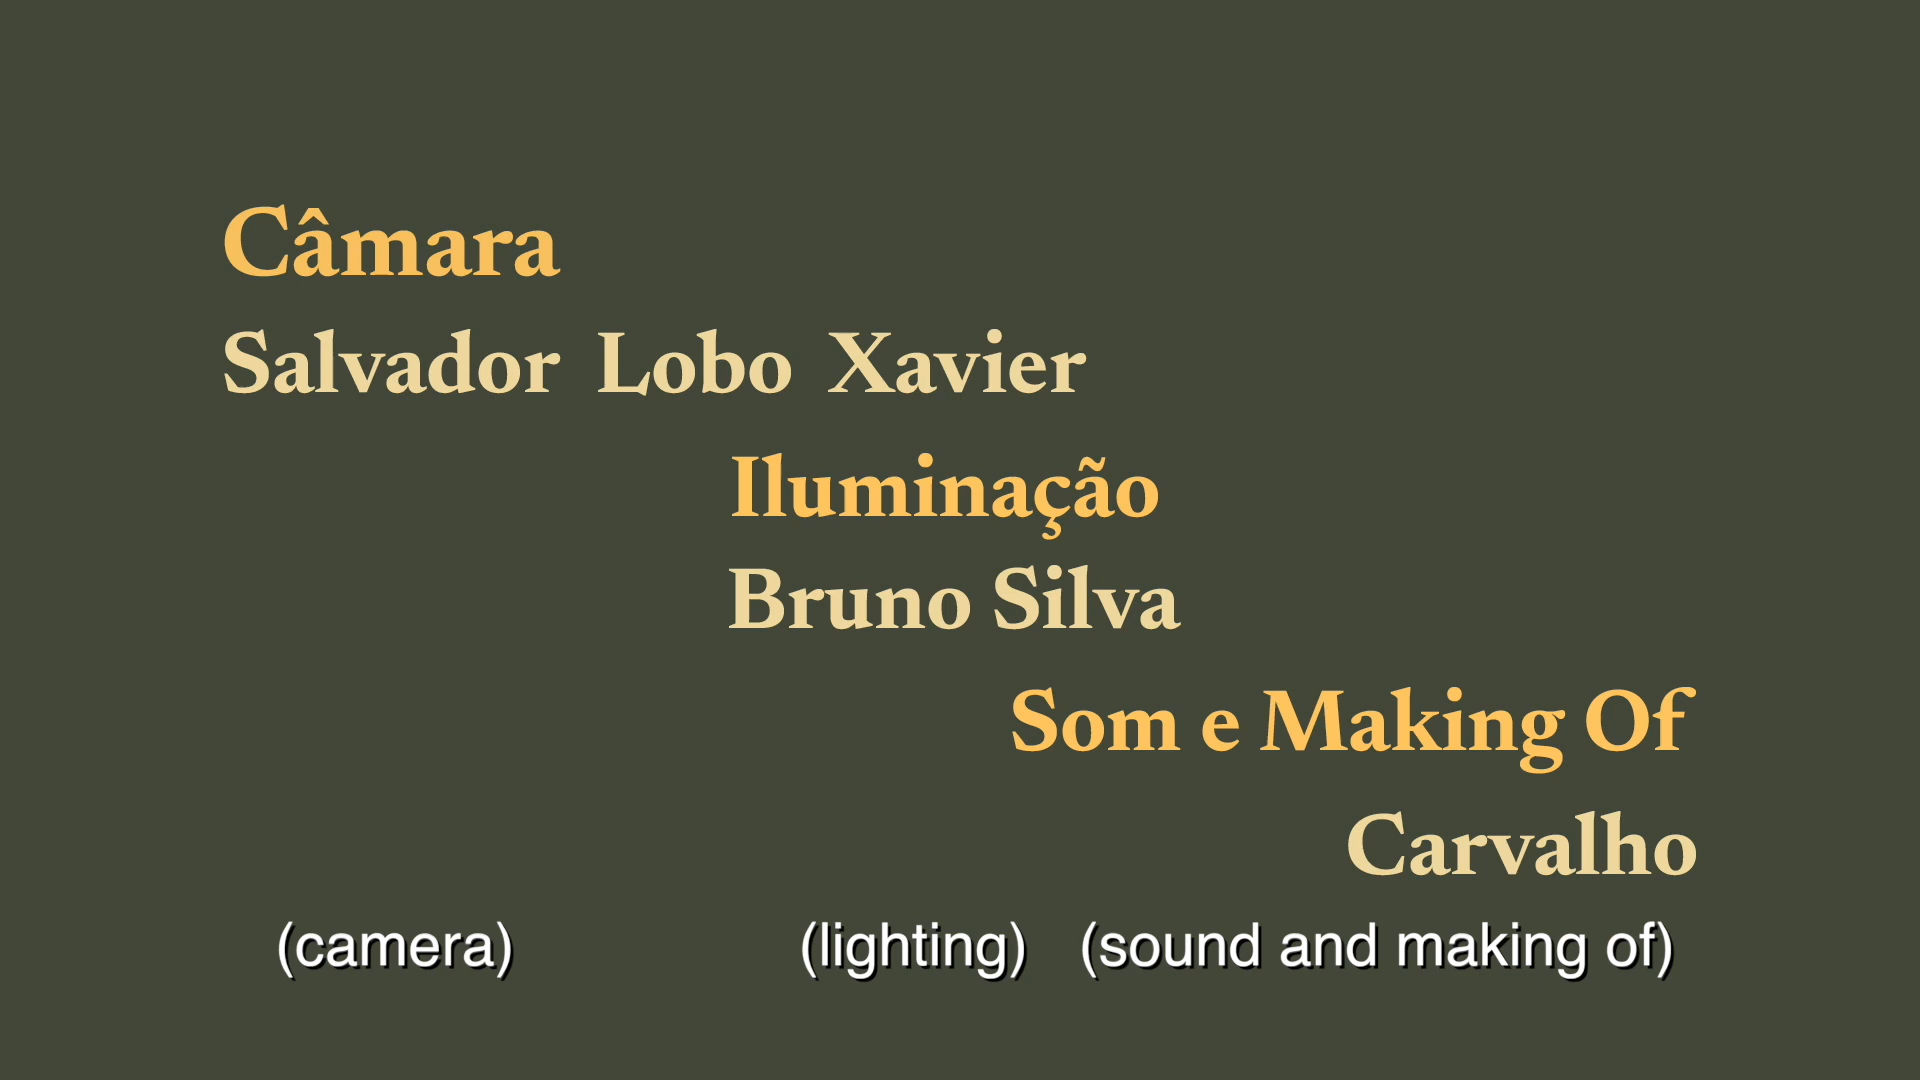 Câmara
Salvador Lobo Xavier
Iluminação
Bruno Silva
Som e Making Of
Carvalho
(camera) (lighting) (sound and making of)